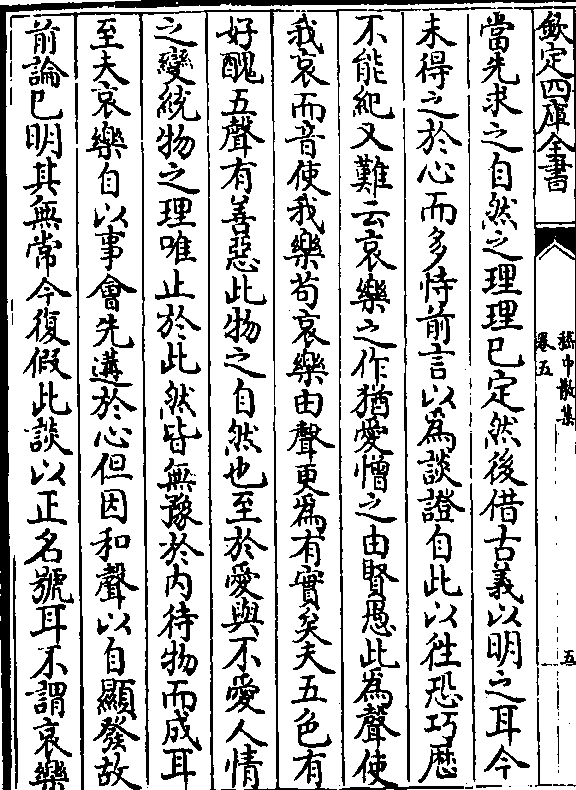 欽定四庫全書
嵇中散集
卷五
五
當先求之自然之理理已定然後借古義以明之耳今
未得之於心而多恃前言以為談證自此以往恐巧歷
不能紀又難云哀樂之作猶愛憎之由賢愚此為聲使
我哀而音使我樂茍哀樂由聲更為有實矣夫五色有
好醜五聲有善惡此物之自然也至於愛與不愛人情
之變統物之理唯止於此然皆無豫於內待物而成耳
至夫哀樂自以事會先遘於心但因和聲以自顯發故
前論已明其無常今復假此談以正名號耳不謂哀樂